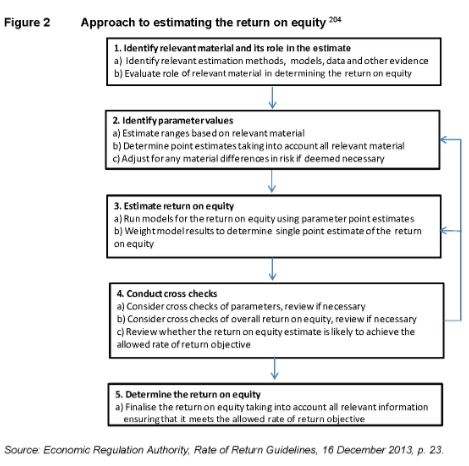 Figure 2 Approach to estimating the return on equity 204
1. Identify relevant material and its role in the estimate
a) Identify relevant estimation methods, models, data and other evidence
b) Evaluate role of relevant material in determining the return on equity
2. Identify parameter values
a) Estimate ranges based on relevant material
b) Determine point estimates taking into account all relevant material
c) Adjust for any material differences in risk if deemed necessary
3. Estimate return on equity
a) Run models for the return on equity using parameter point estimates
b) Weight model results to determine single point estimate of the return
on equity
4. Conduct cross checks
a) Consider cross checks of parameters, review if necessary
b) Consider cross checks of overall return on equity, review if necessary
c) Review whether the return on equity estimate is likely to achieve the
allowed rate of return objective
5. Determine the return on equity
a) Finalise the return on equity taking into account all relevant information
ensuring that it meets the allowed rate of return objective
Source: Economic Regulation Authority, Rate of Return Guidelines, 16 December 2013, p. 23.